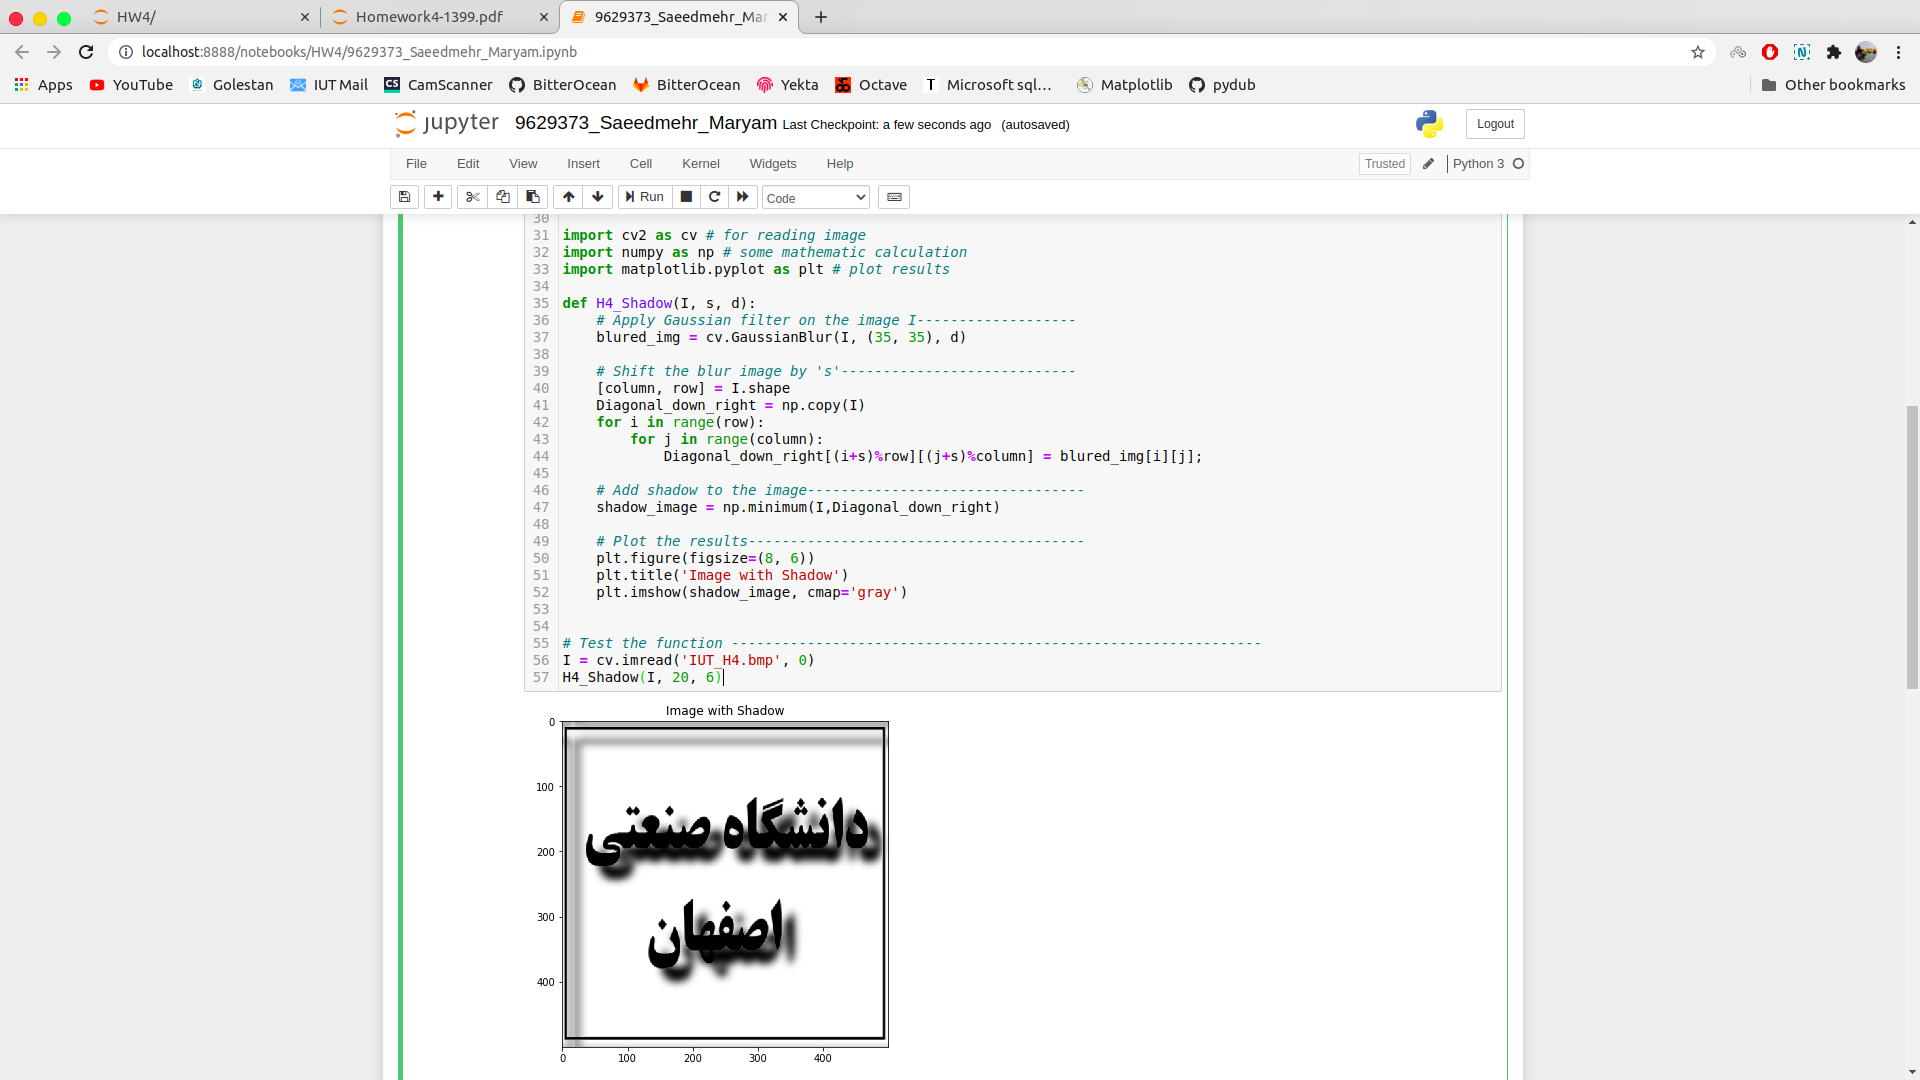 HW4/
Homework4-1399.pdf
9629373_Saeedmehr_Mar
localhost:8888/notebooks/HW4/9629373_Saeedmehr_Maryam.ipynb
Apps YouTube Golestan IUT Mail CamScanner BitterOcean BitterOcean Yekta Octave Microsoft sql... Matplotlib pydub Other bookmarks
jupyter 9629373_Saeedmehr_Maryam Last Checkpoint: a few seconds ago (autosaved) Logout
File Edit View Insert Cell Kernel Widgets Help Trusted Python 3
Run Code
30
31 import cv2 as cv # for reading image
32 import numpy as np # some mathematic calculation
33 import matplotlib.pyplot as plt # plot results
34
35 def H4_Shadow(I, s, d):
36     # Apply Gaussian filter on the image I-------------------
37     blured_img = cv.GaussianBlur(I, (35, 35), d)
38
39     # Shift the blur image by 's'----------------------------
40     [column, row] = I.shape
41     Diagonal_down_right = np.copy(I)
42     for i in range(row):
43         for j in range(column):
44             Diagonal_down_right[(i+s)%row][(j+s)%column] = blured_img[i][j];
45
46     # Add shadow to the image---------------------------------
47     shadow_image = np.minimum(I,Diagonal_down_right)
48
49     # Plot the results----------------------------------------
50     plt.figure(figsize=(8, 6))
51     plt.title('Image with Shadow')
52     plt.imshow(shadow_image, cmap='gray')
53
54
55 # Test the function ---------------------------------------------------------------
56 I = cv.imread('IUT_H4.bmp', 0)
57 H4_Shadow(I, 20, 6)
Image with Shadow
0
100
200
300
400
دانشگاه صنعتی
اصفهان
0 100 200 300 400